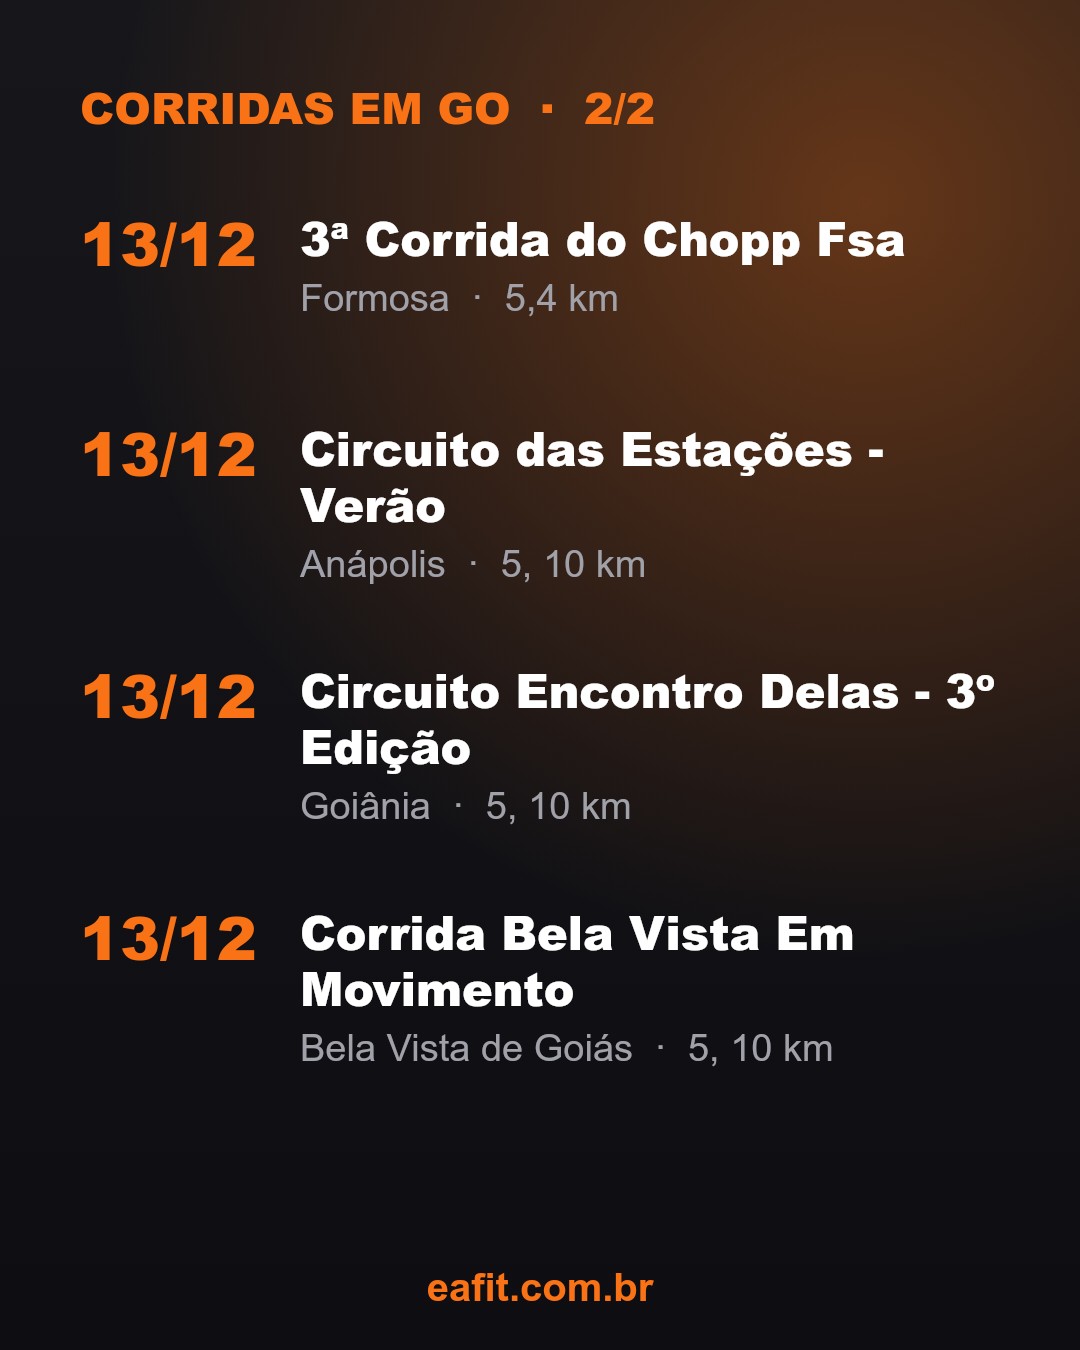 CORRIDAS EM GO · 2/2
13/12 3ª Corrida do Chopp Fsa
Formosa · 5,4 km
13/12 Circuito das Estações -
Verão
Anápolis · 5, 10 km
13/12 Circuito Encontro Delas - 3º
Edição
Goiânia · 5, 10 km
13/12 Corrida Bela Vista Em
Movimento
Bela Vista de Goiás · 5, 10 km
eafit.com.br